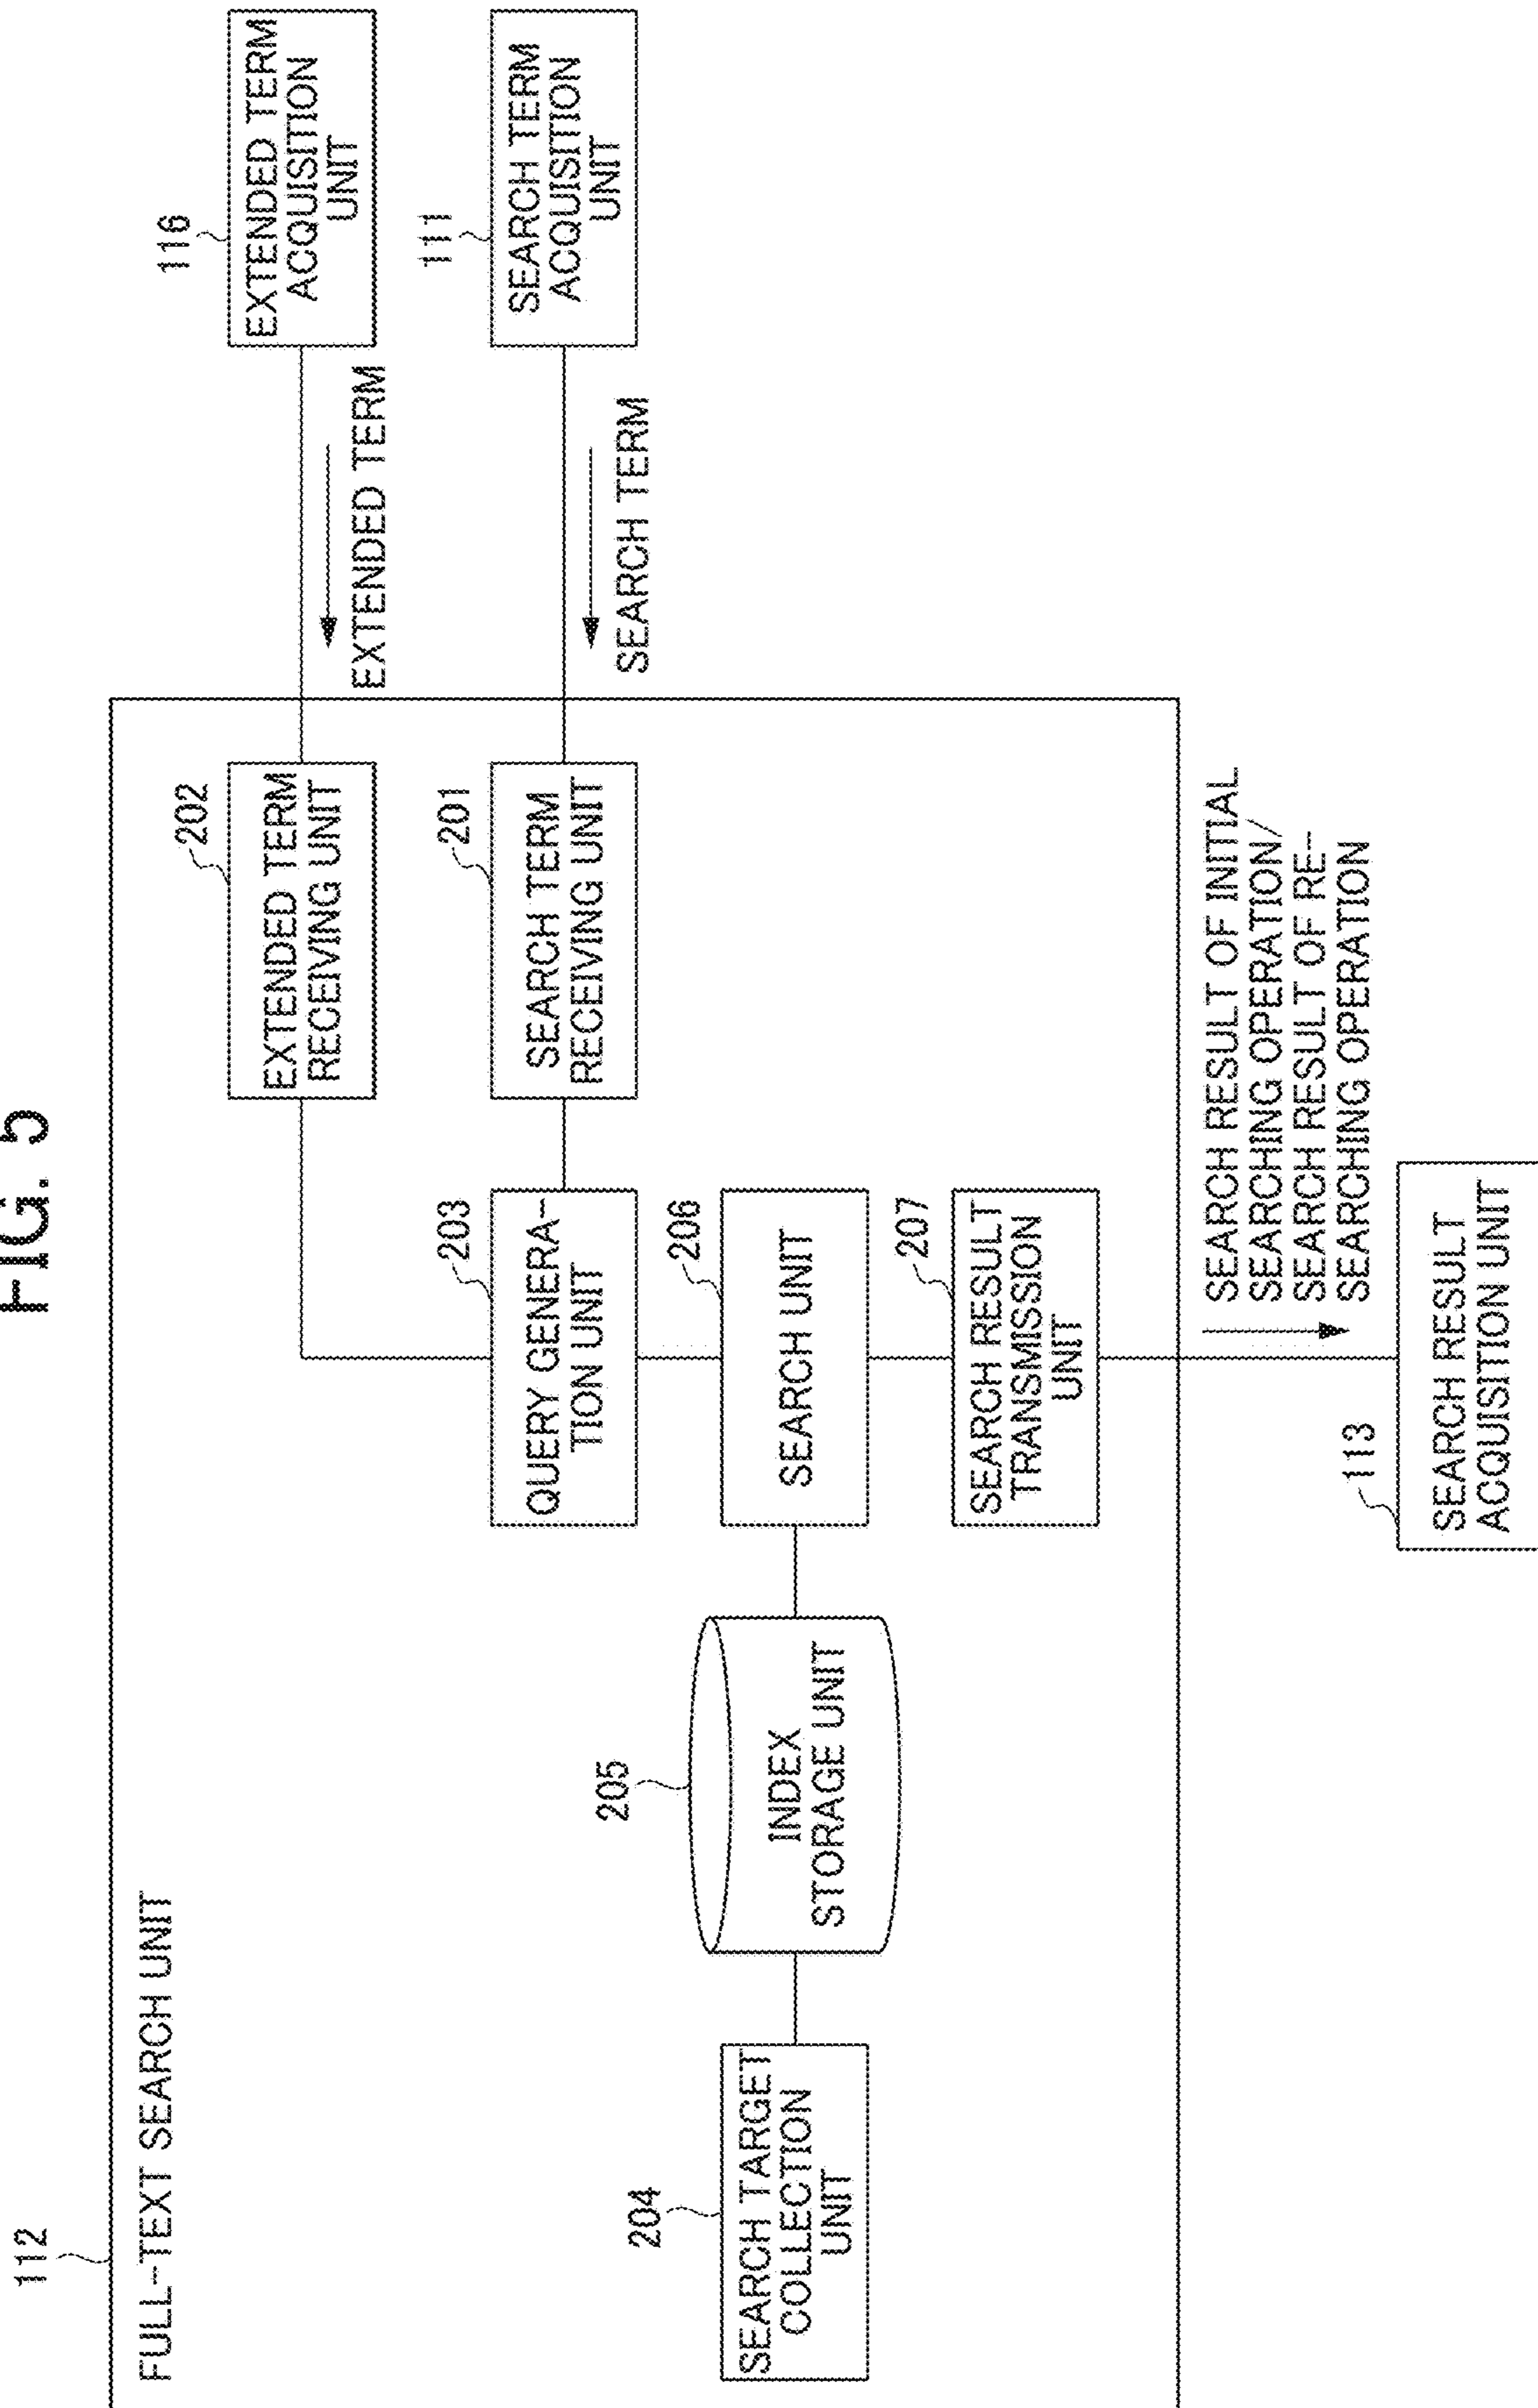 FIG. 5
112
FULL-TEXT SEARCH UNIT
116
EXTENDED TERM
ACQUISITION
UNIT
EXTENDED TERM
202
EXTENDED TERM
RECEIVING UNIT
111
SEARCH TERM
ACQUISITION
UNIT
SEARCH TERM
201
SEARCH TERM
RECEIVING UNIT
203
QUERY GENERA-
TION UNIT
204
SEARCH TARGET
COLLECTION
UNIT
205
INDEX
STORAGE UNIT
206
SEARCH UNIT
207
SEARCH RESULT
TRANSMISSION
UNIT
SEARCH RESULT OF INITIAL
SEARCHING OPERATION/
SEARCH RESULT OF RE-
SEARCHING OPERATION
113
SEARCH RESULT
ACQUISITION UNIT